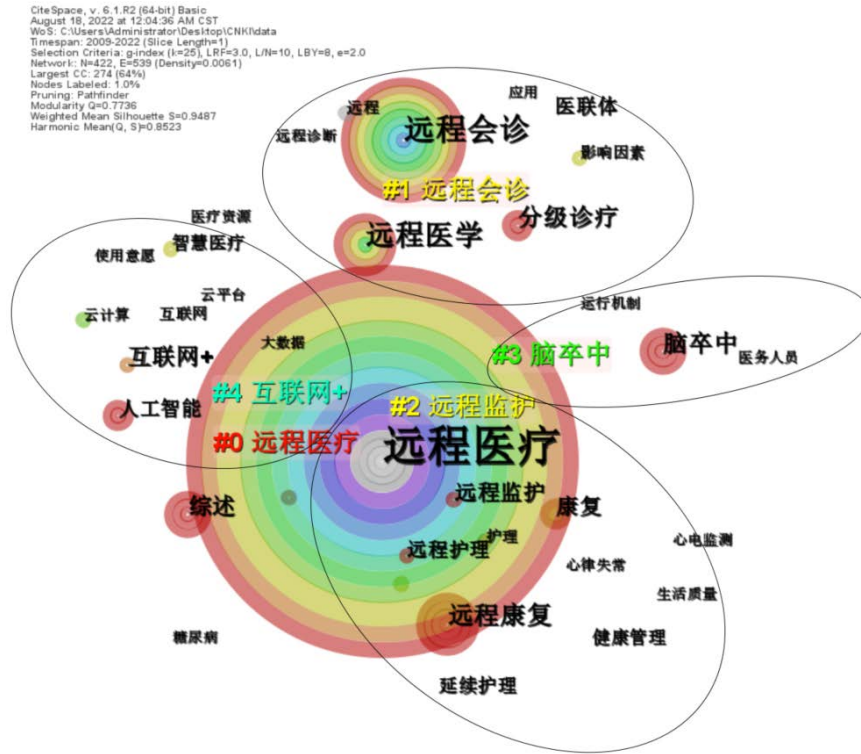 CiteSpace, v. 6.1.R2 (64-bit) Basic
August 18, 2022 at 12:04:36 AM CST
WoS: C:\Users\Administrator\Desktop\CNKI\data
Timespan: 2009-2022 (Slice Length=1)
Selection Criteria: g-index (k=25), LRF=3.0, L/N=10, LBY=8, e=2.0
Network: N=422, E=539 (Density=0.0061)
Largest CC: 274 (64%)
Nodes Labeled: 1.0%
Pruning: Pathfinder
Modularity Q=0.7736
Weighted Mean Silhouette S=0.9487
Harmonic Mean(Q, S)=0.8523
应用
远程
医联体
远程会诊
远程诊断
影响因素
#1 远程会诊
医疗资源
分级诊疗
远程医学
智慧医疗
使用意愿
云平台
运行机制
云计算
互联网
大数据
脑卒中
#3 脑卒中
医务人员
互联网+
#4 互联网+
人工智能
#2 远程监护
#0 远程医疗
远程医疗
远程监护
综述
康复
护理
心电监测
远程护理
心律失常
生活质量
远程康复
糖尿病
健康管理
延续护理